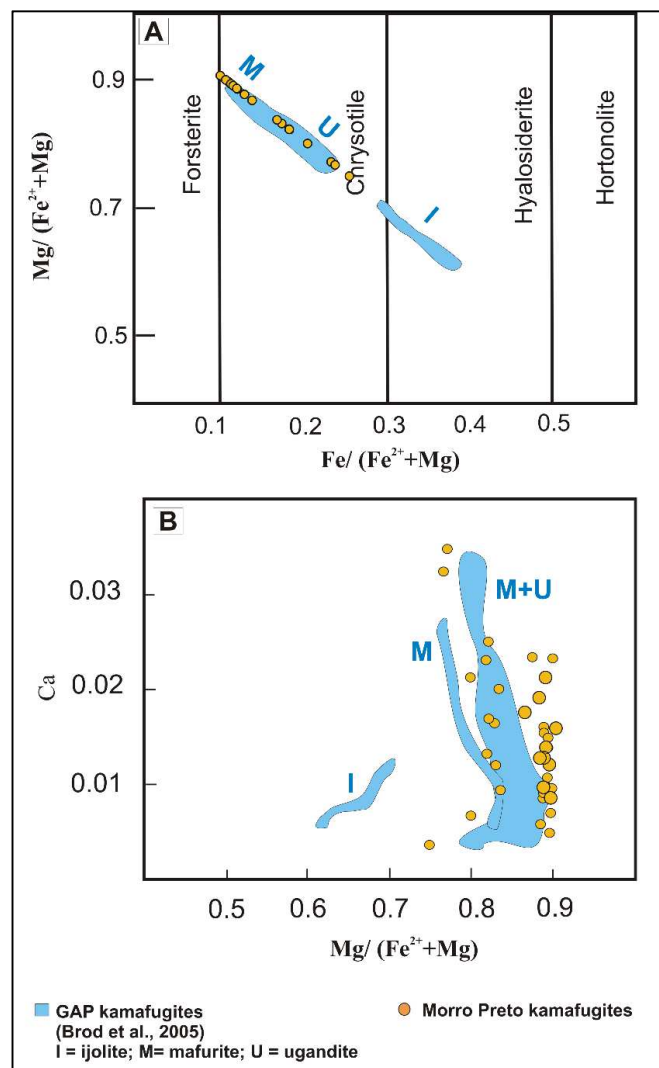 A
M
U
I
0.9
0.7
0.5
Mg/ (Fe²⁺+Mg)
Forsterite
Chrysotile
Hyalosiderite
Hortonolite
0.1 0.2 0.3 0.4 0.5
Fe/ (Fe²⁺+Mg)
B
M+U
M
I
0.03
0.02
0.01
Ca
0.5 0.6 0.7 0.8 0.9
Mg/ (Fe²⁺+Mg)
GAP kamafugites
(Brod et al., 2005)
I = ijolite; M= mafurite; U = ugandite
Morro Preto kamafugites